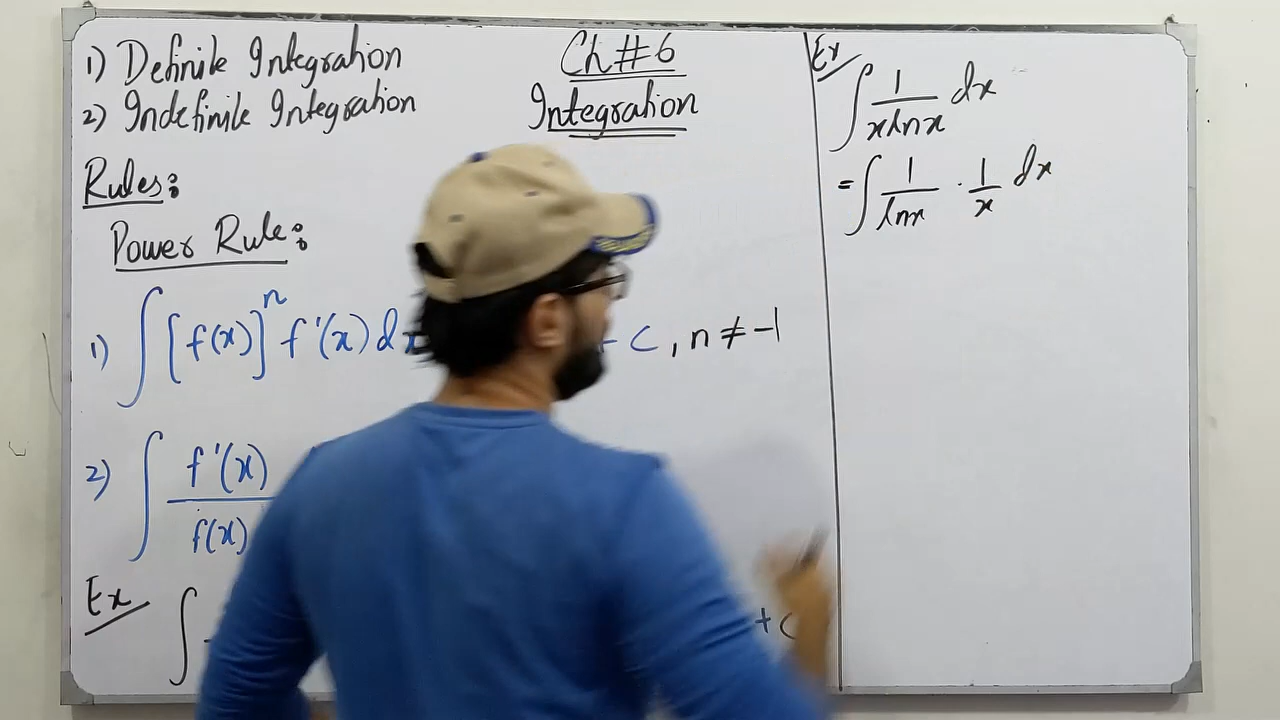 1) Definite Integration
2) Indefinite Integration
Ch#6
Integration
Rules:
Power Rule:
1) ∫ [f(x)]ⁿ f'(x) dx + c, n ≠ -1
2) ∫ f'(x)/f(x)
Ex ∫ + c
Ex
∫ 1/(x ln x) dx
= ∫ 1/(ln x) · 1/x dx